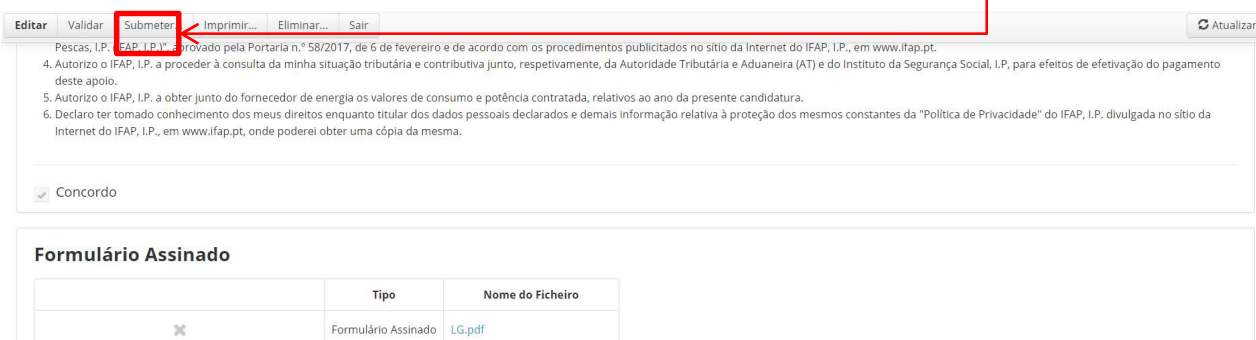 Editar Validar Submeter... Imprimir... Eliminar... Sair Atualizar
Pescas, I.P. (IFAP, I.P.)", aprovado pela Portaria n.º 58/2017, de 6 de fevereiro e de acordo com os procedimentos publicitados no sítio da Internet do IFAP, I.P., em www.ifap.pt.
4. Autorizo o IFAP, I.P. a proceder à consulta da minha situação tributária e contributiva junto, respetivamente, da Autoridade Tributária e Aduaneira (AT) e do Instituto da Segurança Social, I.P, para efeitos de efetivação do pagamento
deste apoio.
5. Autorizo o IFAP, I.P. a obter junto do fornecedor de energia os valores de consumo e potência contratada, relativos ao ano da presente candidatura.
6. Declaro ter tomado conhecimento dos meus direitos enquanto titular dos dados pessoais declarados e demais informação relativa à proteção dos mesmos constantes da "Política de Privacidade" do IFAP, I.P. divulgada no sítio da
Internet do IFAP, I.P., em www.ifap.pt, onde poderei obter uma cópia da mesma.
Concordo
Formulário Assinado
Tipo Nome do Ficheiro
Formulário Assinado LG.pdf